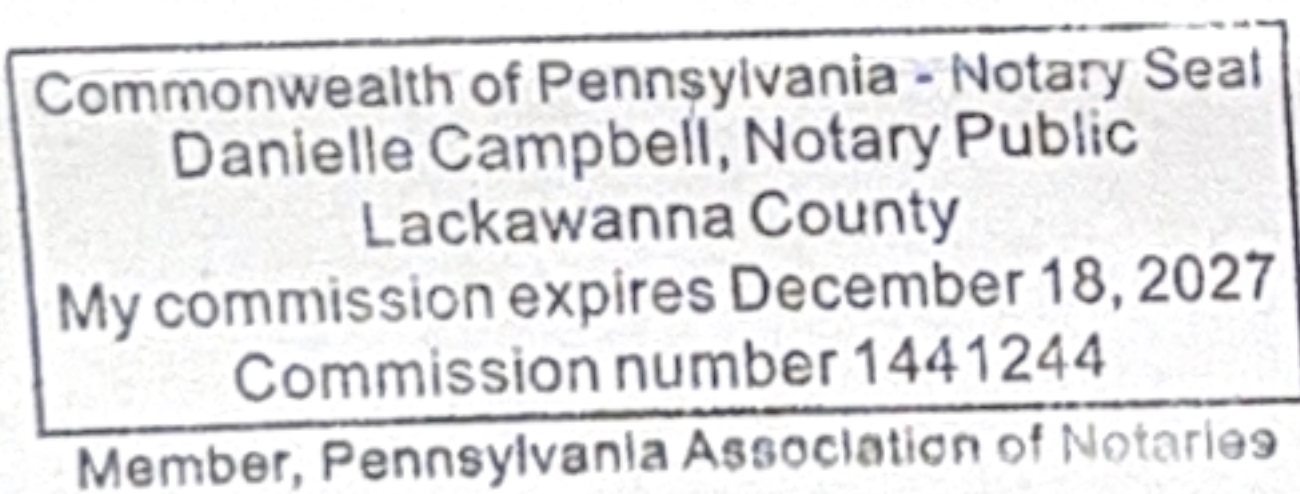 Commonwealth of Pennsylvania - Notary Seal
Danielle Campbell, Notary Public
Lackawanna County
My commission expires December 18, 2027
Commission number 1441244
Member, Pennsylvania Association of Notaries